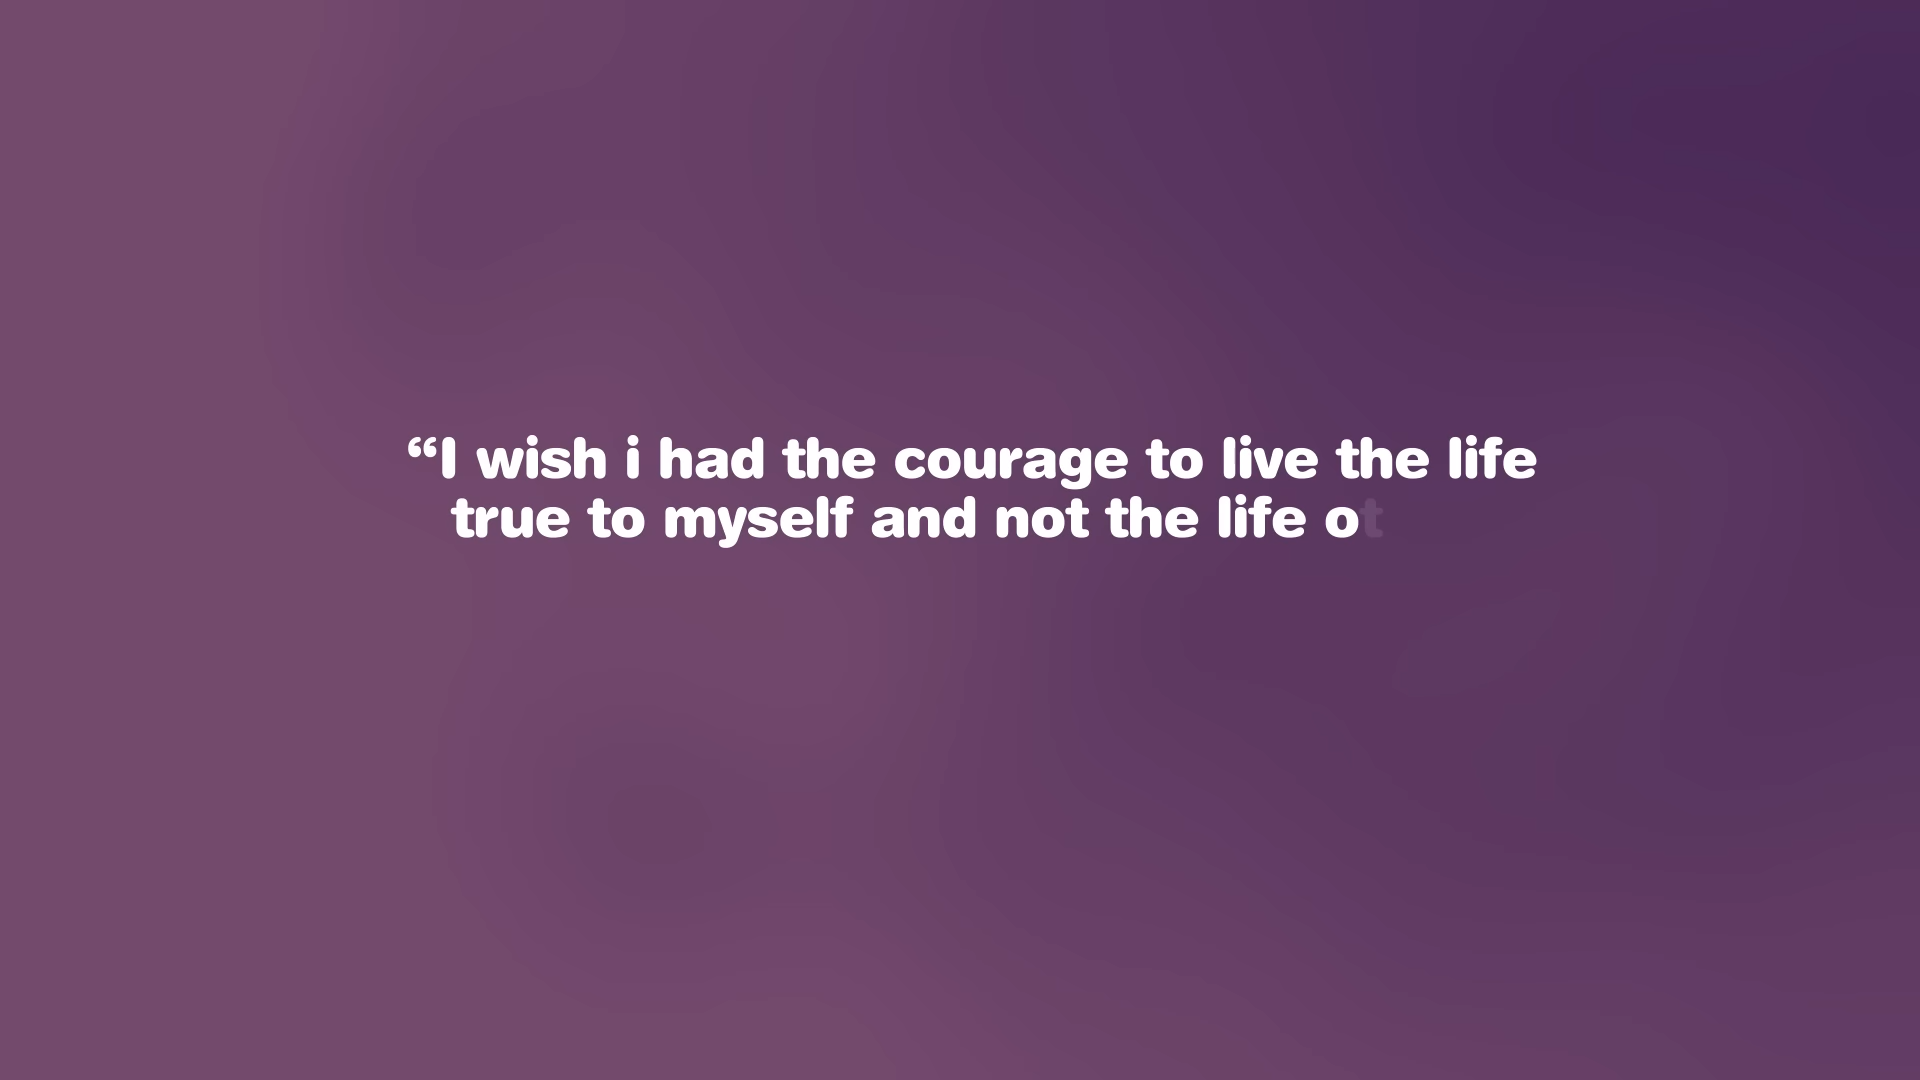 “I wish i had the courage to live the life
true to myself and not the life ot